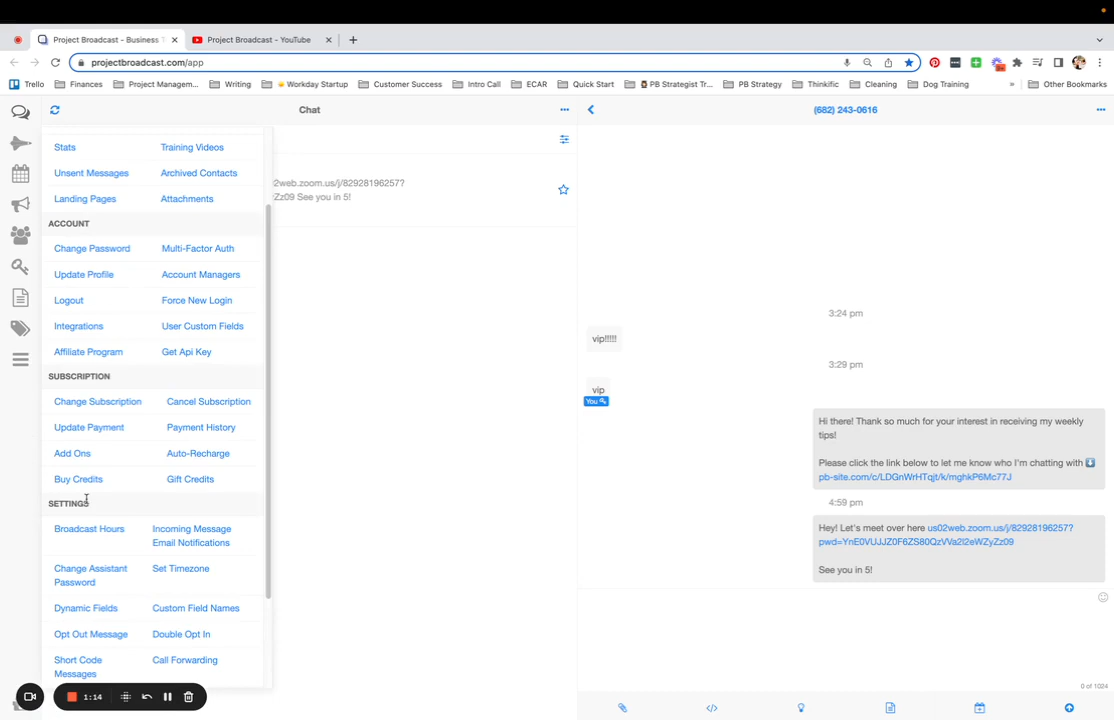 Project Broadcast - Business T
Project Broadcast - YouTube
projectbroadcast.com/app
Trello
Finances
Project Managem...
Writing
Workday Startup
Customer Success
Intro Call
ECAR
Quick Start
PB Strategist Tr...
PB Strategy
Thinkific
Cleaning
Dog Training
»
Other Bookmarks
Chat
(682) 243-0616
Stats
Training Videos
Unsent Messages
Archived Contacts
Landing Pages
Attachments
ACCOUNT
Change Password
Multi-Factor Auth
Update Profile
Account Managers
Logout
Force New Login
Integrations
User Custom Fields
Affiliate Program
Get Api Key
SUBSCRIPTION
Change Subscription
Cancel Subscription
Update Payment
Payment History
Add Ons
Auto-Recharge
Buy Credits
Gift Credits
SETTINGS
Broadcast Hours
Incoming Message
Email Notifications
Change Assistant
Password
Set Timezone
Dynamic Fields
Custom Field Names
Opt Out Message
Double Opt In
Short Code
Messages
Call Forwarding
1:14
2web.zoom.us/j/82928196257?
Zz09 See you in 5!
3:24 pm
vip!!!!!
3:29 pm
vip
You
Hi there! Thank so much for your interest in receiving my weekly
tips!
Please click the link below to let me know who I'm chatting with ⬇️
pb-site.com/c/LDGnWrHTqjt/k/mghkP6Mc77J
4:59 pm
Hey! Let's meet over here us02web.zoom.us/j/82928196257?
pwd=YnE0VUJJZ0F6ZS80QzVVa2I2eWZyZz09
See you in 5!
0 of 1024